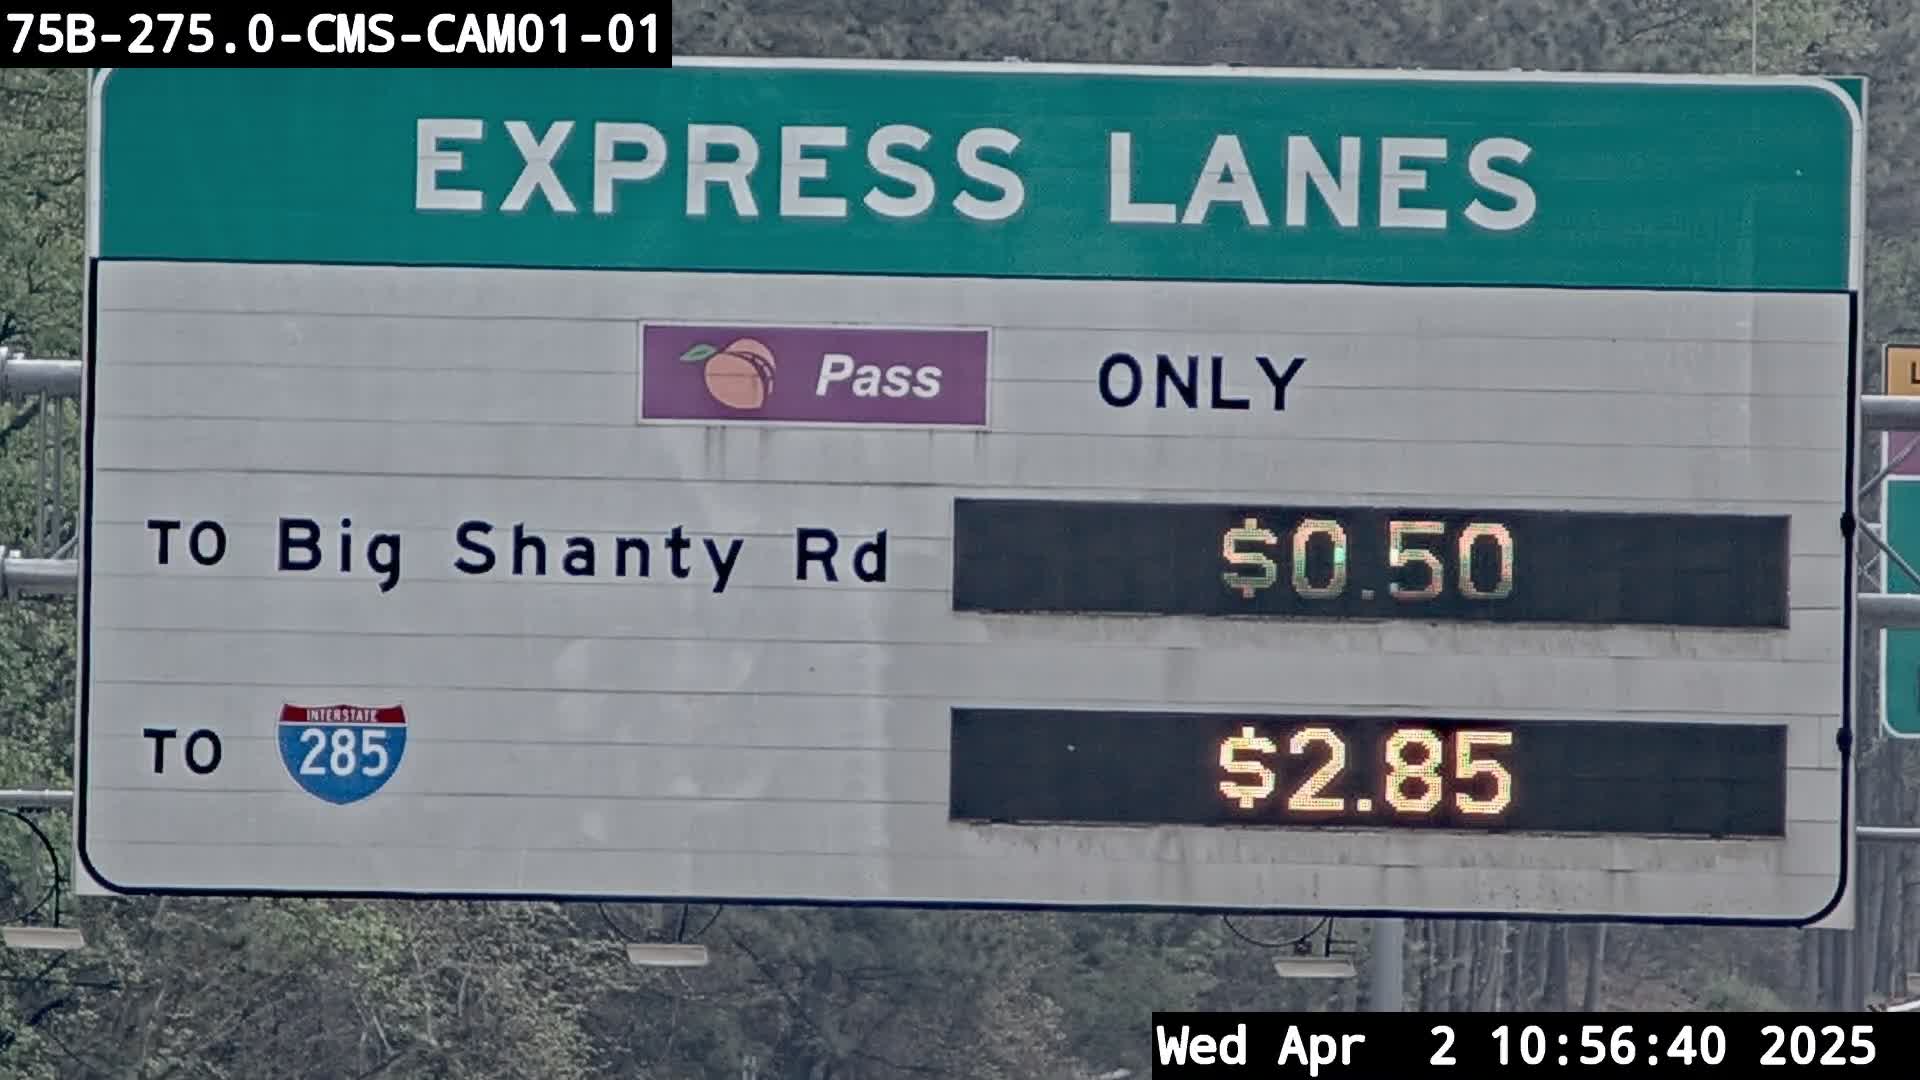 75B-275.0-CMS-CAM01-01
EXPRESS LANES
Pass ONLY
TO Big Shanty Rd $0.50
INTERSTATE
TO 285 $2.85
Wed Apr 2 10:56:40 2025